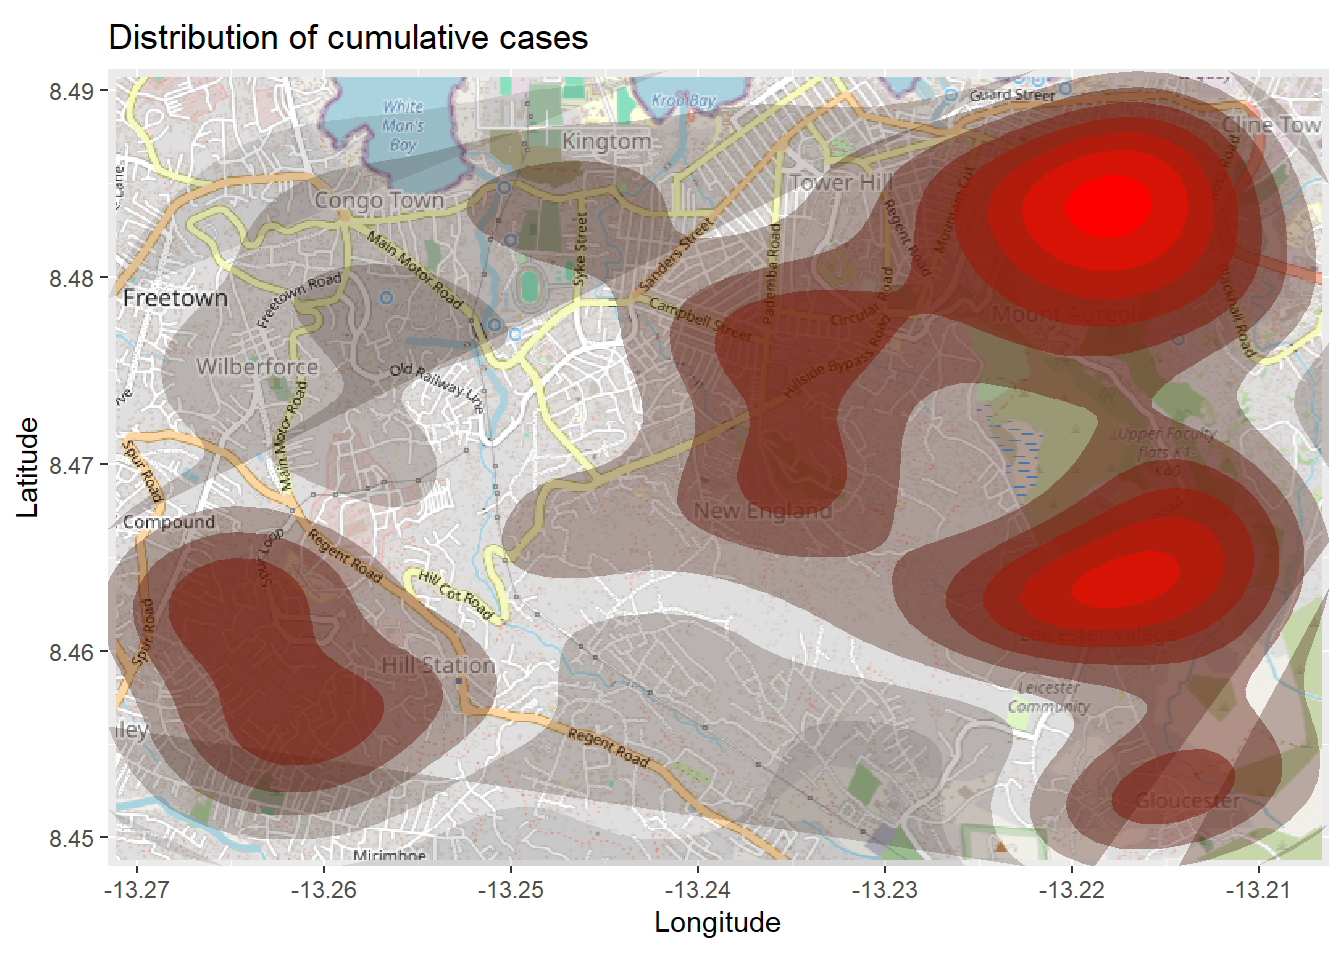 Distribution of cumulative cases
8.49
8.48
8.47
8.46
8.45
Latitude
-13.27
-13.26
-13.25
-13.24
-13.23
-13.22
-13.21
Longitude
White
Man's
Bay
Kroo Bay
Guard Street
Cline Tow
Kingtom
Lane
Congo Town
Tower Hill
Mountain Cut
Regent Road
Main Motor Road
Syke Street
Sanders Street
Pademba Road
Freetown
Freetown Road
Campbell Street
Circular Road
Mount Aureol
Hillside Bypass Road
Wilberforce
Old Railway Line
Main Motor Road
Upper Faculty
flats K1-
K40
Spur Road
Compound
New England
Spur Loop
Regent Road
Hill Cot Road
Spur Road
Leicester Village
Hill Station
Leicester
Community
illey
Regent Road
Gloucester
Mirimboe